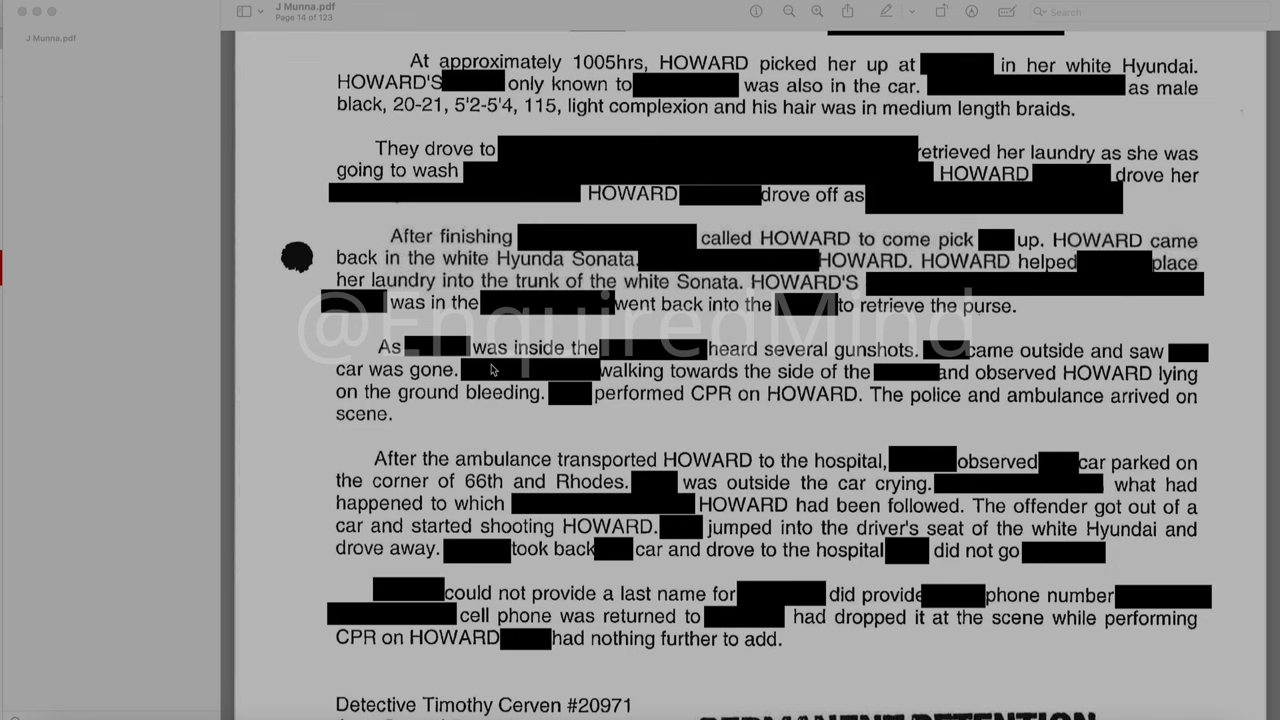 J Munna.pdf
Page 14 of 123
Search
J Munna.pdf
At approximately 1005hrs, HOWARD picked her up at in her white Hyundai.
HOWARD'S only known to was also in the car. as male
black, 20-21, 5'2-5'4, 115, light complexion and his hair was in medium length braids.
They drove to retrieved her laundry as she was
going to wash HOWARD drove her
HOWARD drove off as
After finishing called HOWARD to come pick up. HOWARD came
back in the white Hyunda Sonata. HOWARD. HOWARD helped place
her laundry into the trunk of the white Sonata. HOWARD'S
was in the went back into the to retrieve the purse.
@EnquiredMind
As was inside the heard several gunshots. came outside and saw
car was gone. walking towards the side of the and observed HOWARD lying
on the ground bleeding. performed CPR on HOWARD. The police and ambulance arrived on
scene.
After the ambulance transported HOWARD to the hospital, observed car parked on
the corner of 66th and Rhodes. was outside the car crying. what had
happened to which HOWARD had been followed. The offender got out of a
car and started shooting HOWARD. jumped into the driver's seat of the white Hyundai and
drove away. took back car and drove to the hospital did not go
could not provide a last name for did provide phone number
cell phone was returned to had dropped it at the scene while performing
CPR on HOWARD had nothing further to add.
Detective Timothy Cerven #20971